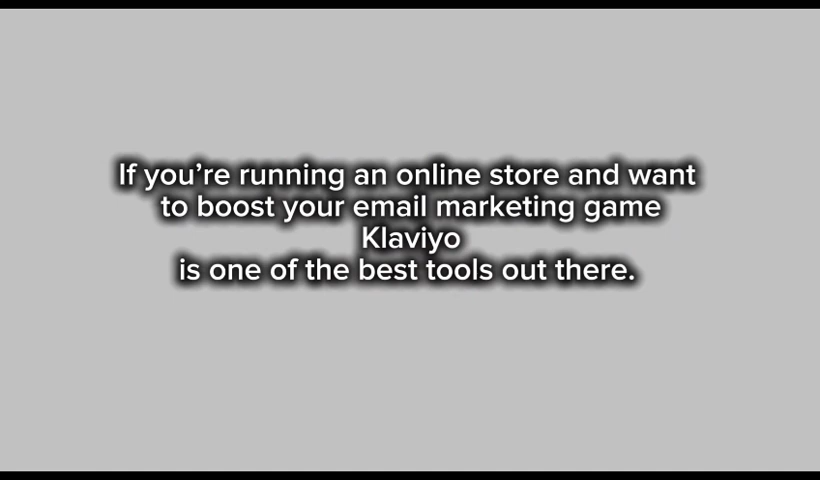 If you’re running an online store and want
to boost your email marketing game
Klaviyo
is one of the best tools out there.